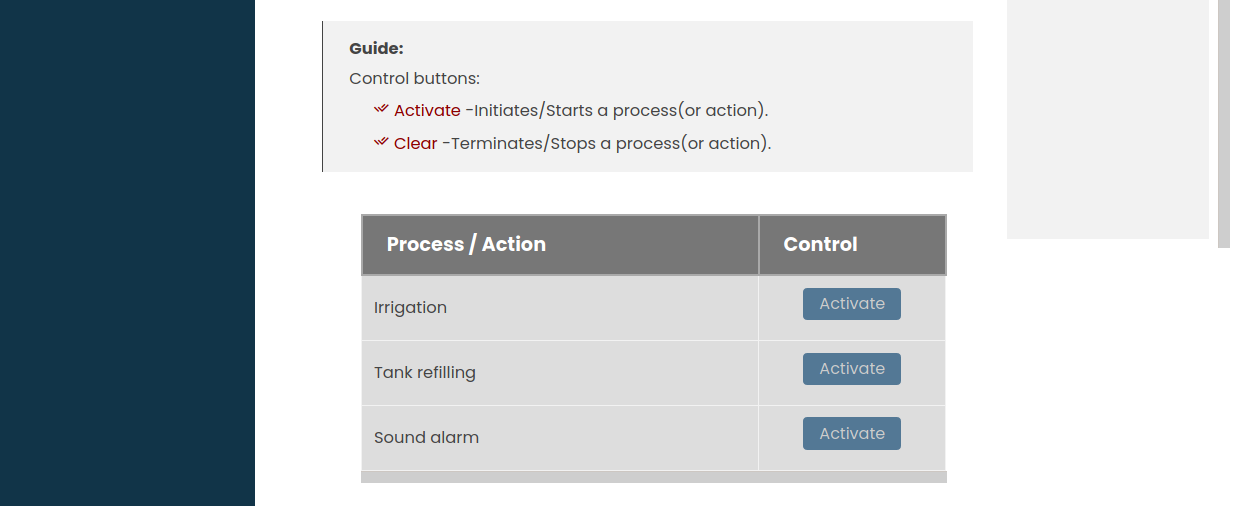 Guide:
Control buttons:
Activate -Initiates/Starts a process(or action).
Clear -Terminates/Stops a process(or action).
Process / Action Control
Irrigation Activate
Tank refilling Activate
Sound alarm Activate